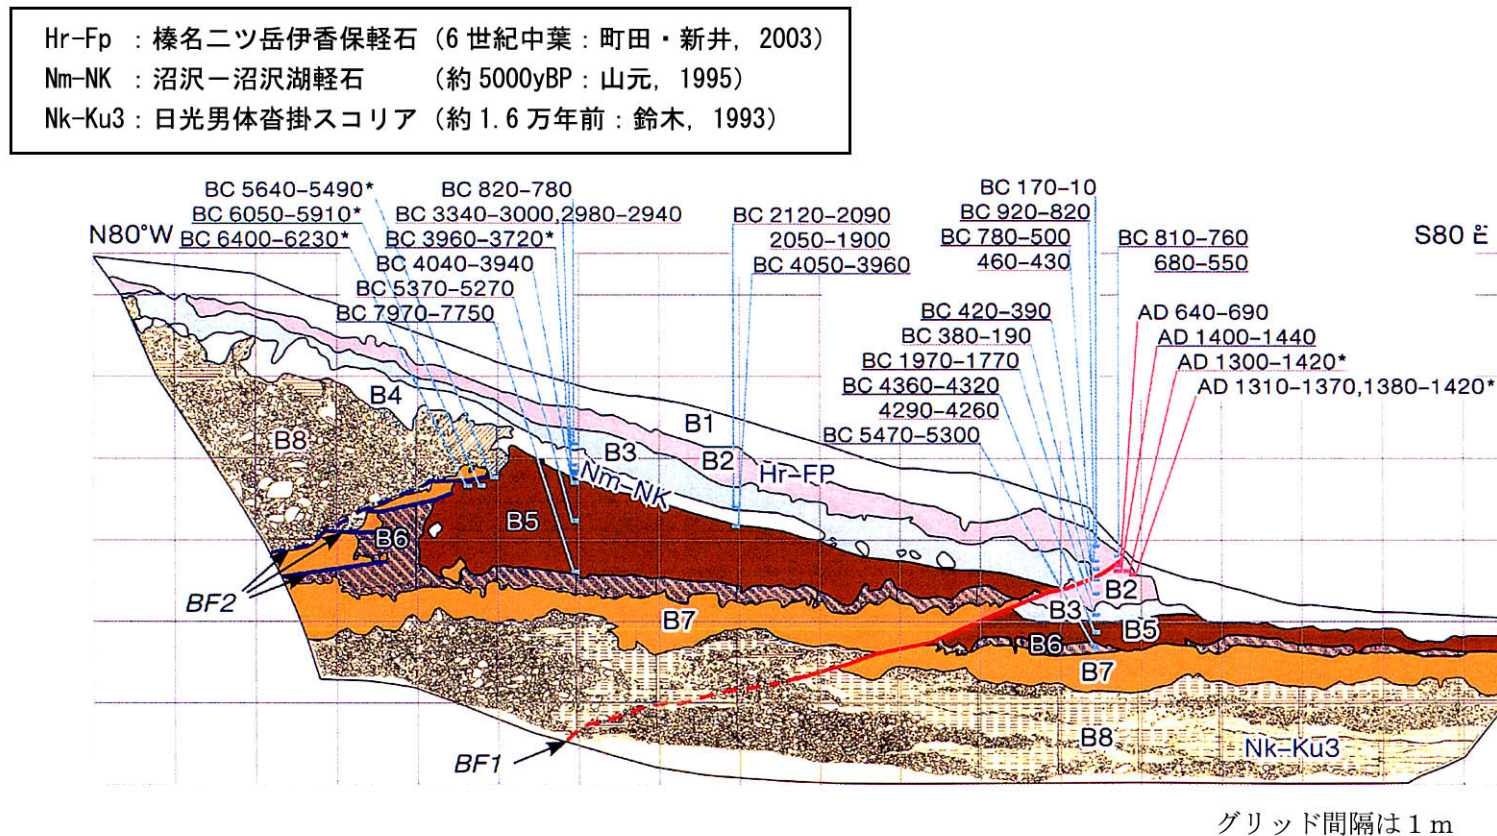 Hr-Fp : 榛名二ツ岳伊香保軽石 (6 世紀中葉 : 町田・新井, 2003)
Nm-NK : 沼沢－沼沢湖軽石 (約 5000yBP : 山元, 1995)
Nk-Ku3 : 日光男体沓掛スコリア (約 1.6 万年前 : 鈴木, 1993)
N80°W
S80°E
BC 5640-5490*
BC 6050-5910*
BC 6400-6230*
BC 820-780
BC 3340-3000,2980-2940
BC 3960-3720*
BC 4040-3940
BC 5370-5270
BC 7970-7750
BC 2120-2090
2050-1900
BC 4050-3960
BC 170-10
BC 920-820
BC 780-500
460-430
BC 810-760
680-550
BC 420-390
BC 380-190
BC 1970-1770
BC 4360-4320
4290-4260
BC 5470-5300
AD 640-690
AD 1400-1440
AD 1300-1420*
AD 1310-1370,1380-1420*
B4
B8
B1
B3
B2
Hr-FP
Nm-NK
B5
B6
BF2
B7
B2
B3
B5
B6
B7
B8
Nk-Ku3
BF1
グリッド間隔は 1 m